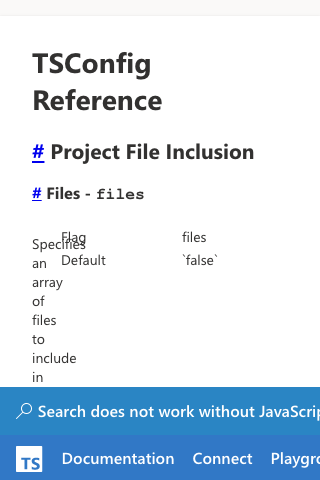 TSConfig
Reference
# Project File Inclusion
# Files - files
Flag files
Default `false`
Specifies
an
array
of
files
to
include
in
Search does not work without JavaScrip
TS Documentation Connect Playgro